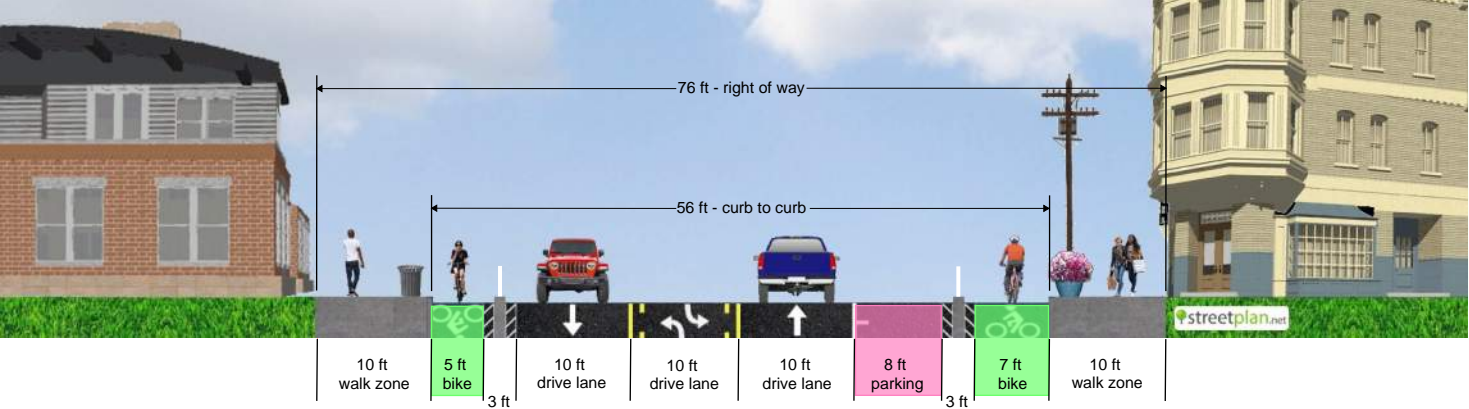 76 ft - right of way
56 ft - curb to curb
streetplan.net
10 ft
walk zone
5 ft
bike
3 ft
10 ft
drive lane
10 ft
drive lane
10 ft
drive lane
8 ft
parking
3 ft
7 ft
bike
10 ft
walk zone